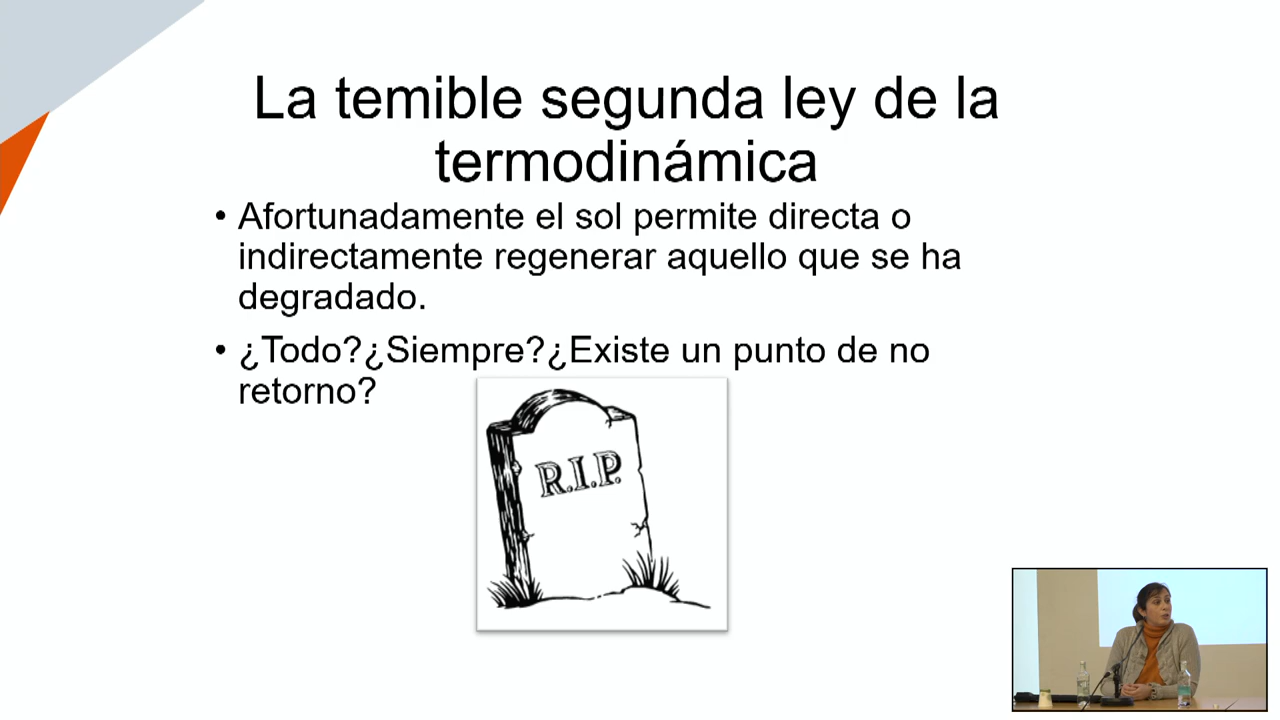 La temible segunda ley de la
termodinámica
• Afortunadamente el sol permite directa o
indirectamente regenerar aquello que se ha
degradado.
• ¿Todo?¿Siempre?¿Existe un punto de no
retorno?
R.I.P.